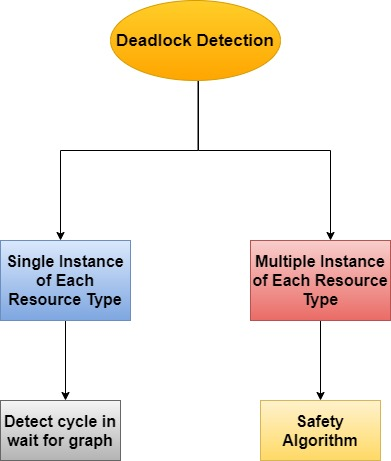 Deadlock Detection
Single Instance
of Each
Resource Type
Multiple Instance
of Each Resource
Type
Detect cycle in
wait for graph
Safety
Algorithm